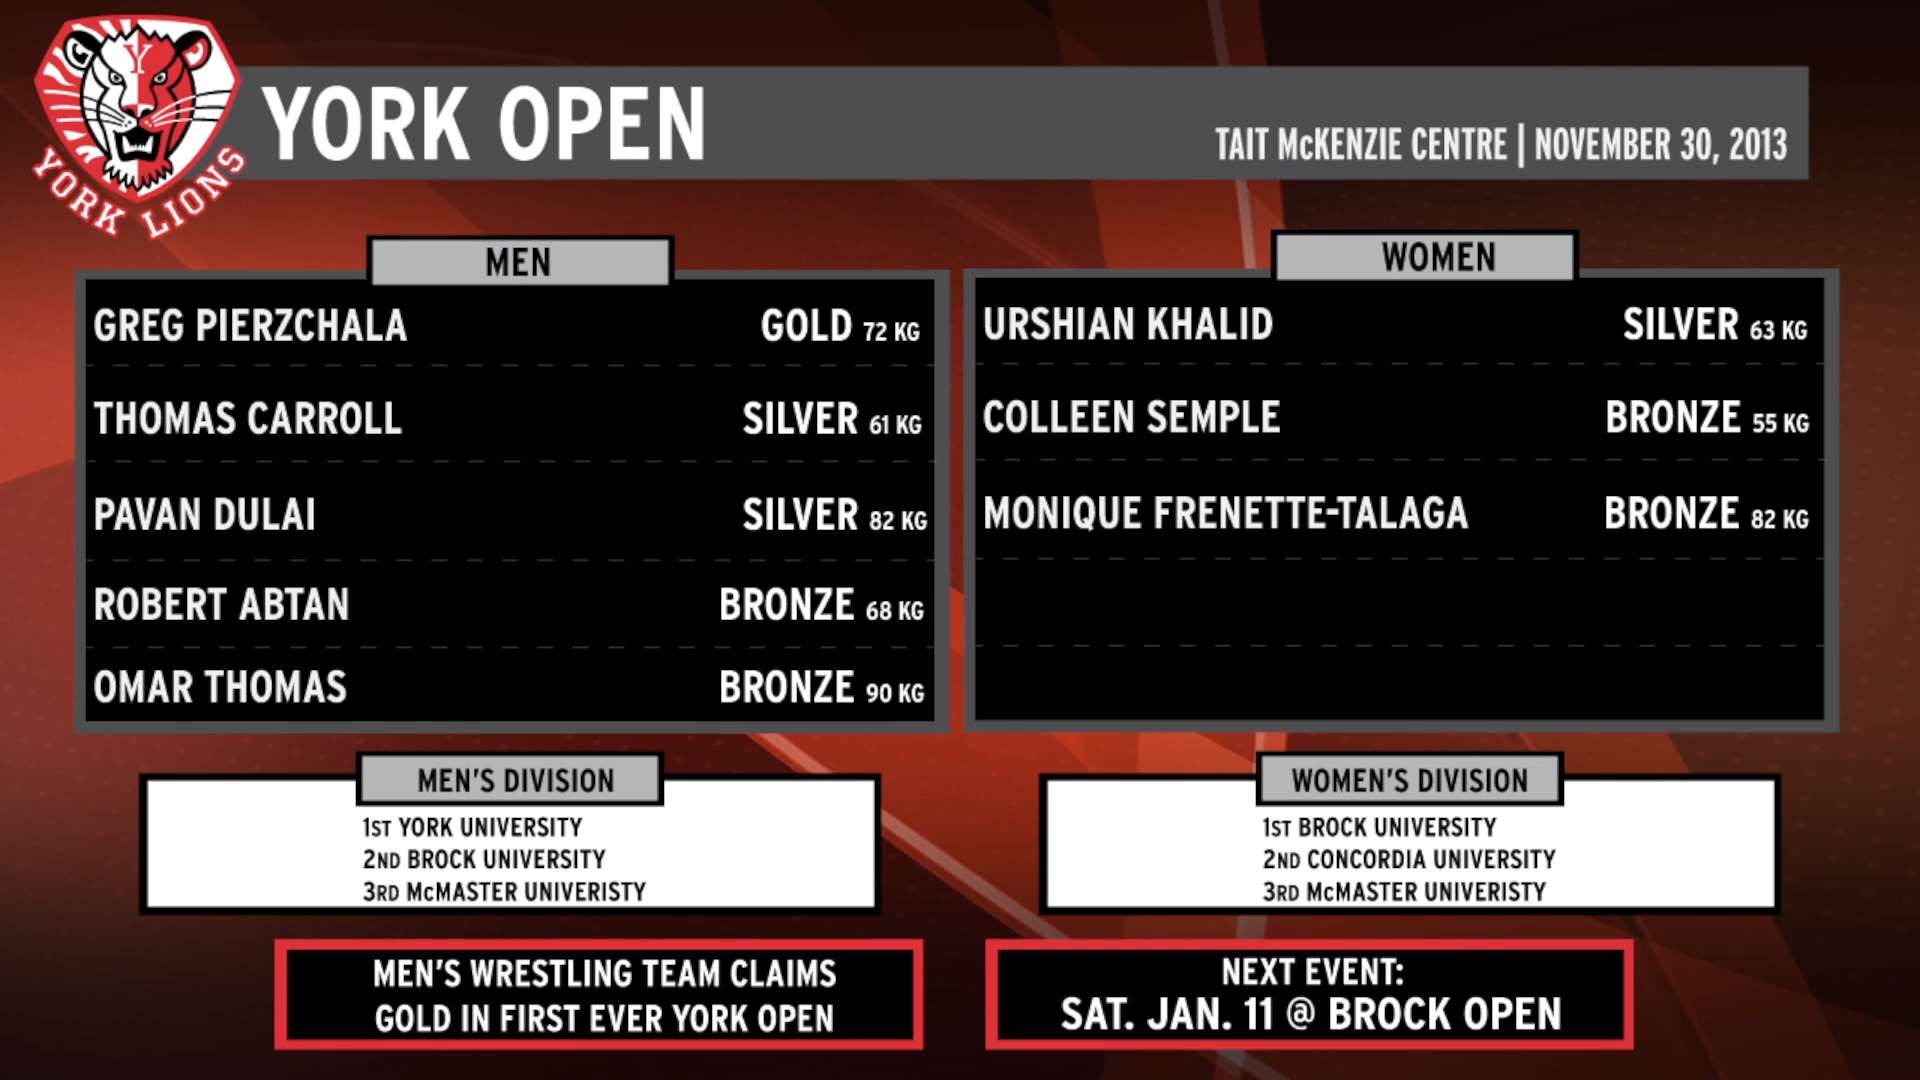 Y
YORK LIONS
YORK OPEN
TAIT McKENZIE CENTRE | NOVEMBER 30, 2013
MEN
GREG PIERZCHALA GOLD 72 KG
THOMAS CARROLL SILVER 61 KG
PAVAN DULAI SILVER 82 KG
ROBERT ABTAN BRONZE 68 KG
OMAR THOMAS BRONZE 90 KG
WOMEN
URSHIAN KHALID SILVER 63 KG
COLLEEN SEMPLE BRONZE 55 KG
MONIQUE FRENETTE-TALAGA BRONZE 82 KG
MEN'S DIVISION
1ST YORK UNIVERSITY
2ND BROCK UNIVERSITY
3RD McMASTER UNIVERISTY
WOMEN'S DIVISION
1ST BROCK UNIVERSITY
2ND CONCORDIA UNIVERSITY
3RD McMASTER UNIVERISTY
MEN'S WRESTLING TEAM CLAIMS
GOLD IN FIRST EVER YORK OPEN
NEXT EVENT:
SAT. JAN. 11 @ BROCK OPEN